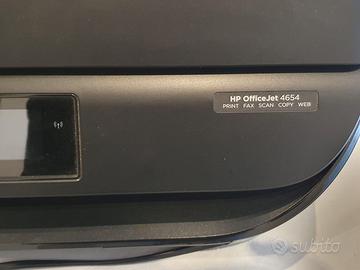 HP OfficeJet 4654
PRINT FAX SCAN COPY WEB
subito